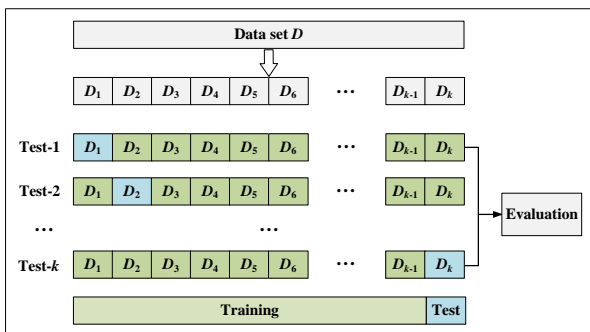 Data set D
D1 D2 D3 D4 D5 D6 ... Dk-1 Dk
Test-1 D1 D2 D3 D4 D5 D6 ... Dk-1 Dk
Test-2 D1 D2 D3 D4 D5 D6 ... Dk-1 Dk
Evaluation
... ...
Test-k D1 D2 D3 D4 D5 D6 ... Dk-1 Dk
Training Test